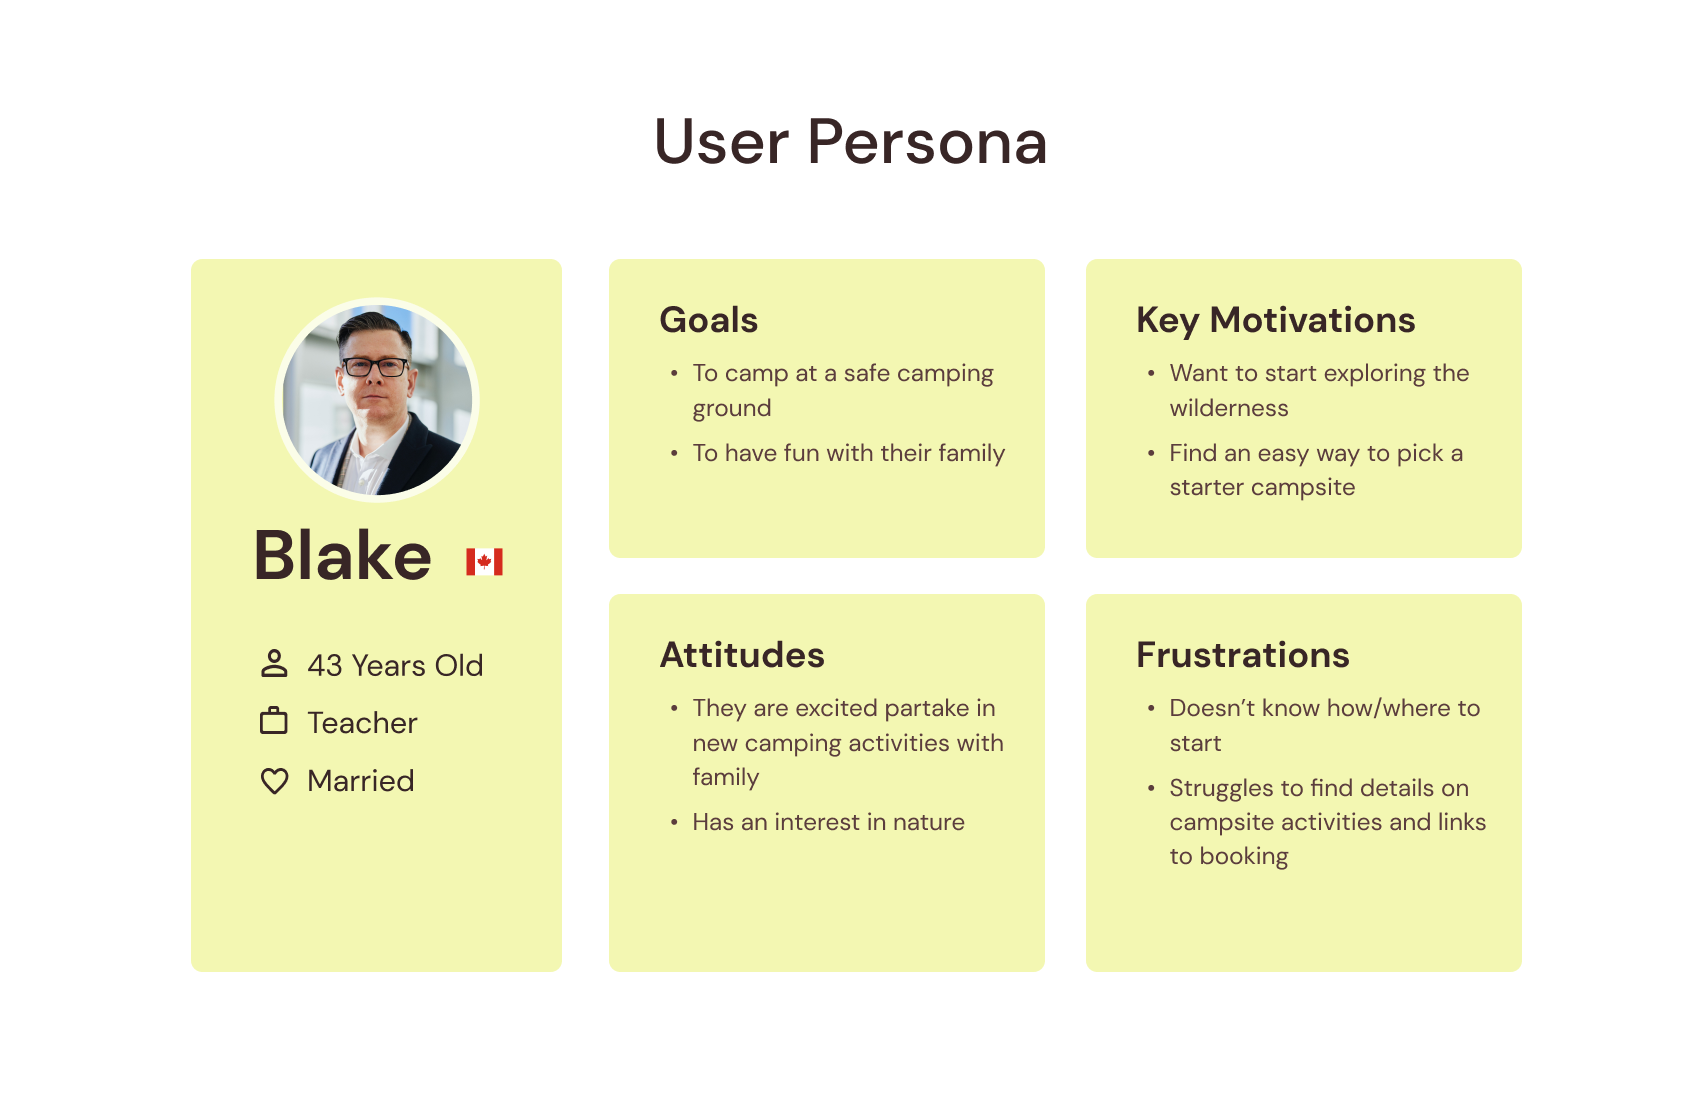 User Persona
Blake
43 Years Old
Teacher
Married
Goals
• To camp at a safe camping
ground
• To have fun with their family
Key Motivations
• Want to start exploring the
wilderness
• Find an easy way to pick a
starter campsite
Attitudes
• They are excited partake in
new camping activities with
family
• Has an interest in nature
Frustrations
• Doesn’t know how/where to
start
• Struggles to find details on
campsite activities and links
to booking